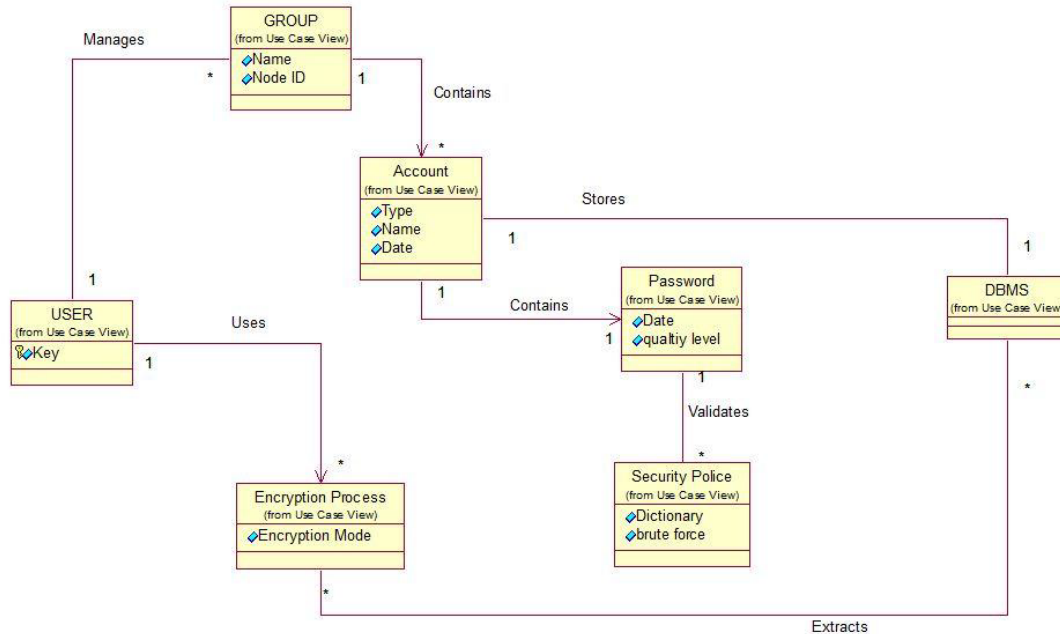 GROUP
(from Use Case View)
Name
Node ID
Manages
*
1
Contains
*
Account
(from Use Case View)
Type
Name
Date
Stores
1
1
1
Contains
1
Password
(from Use Case View)
Date
qualtiy level
DBMS
(from Use Case View)
*
1
USER
(from Use Case View)
Key
Uses
1
1
Validates
*
*
Security Police
(from Use Case View)
Dictionary
brute force
Encryption Process
(from Use Case View)
Encryption Mode
*
Extracts